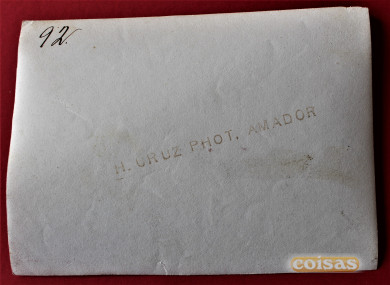 92.
H. CRUZ PHOT. AMADOR
coisas